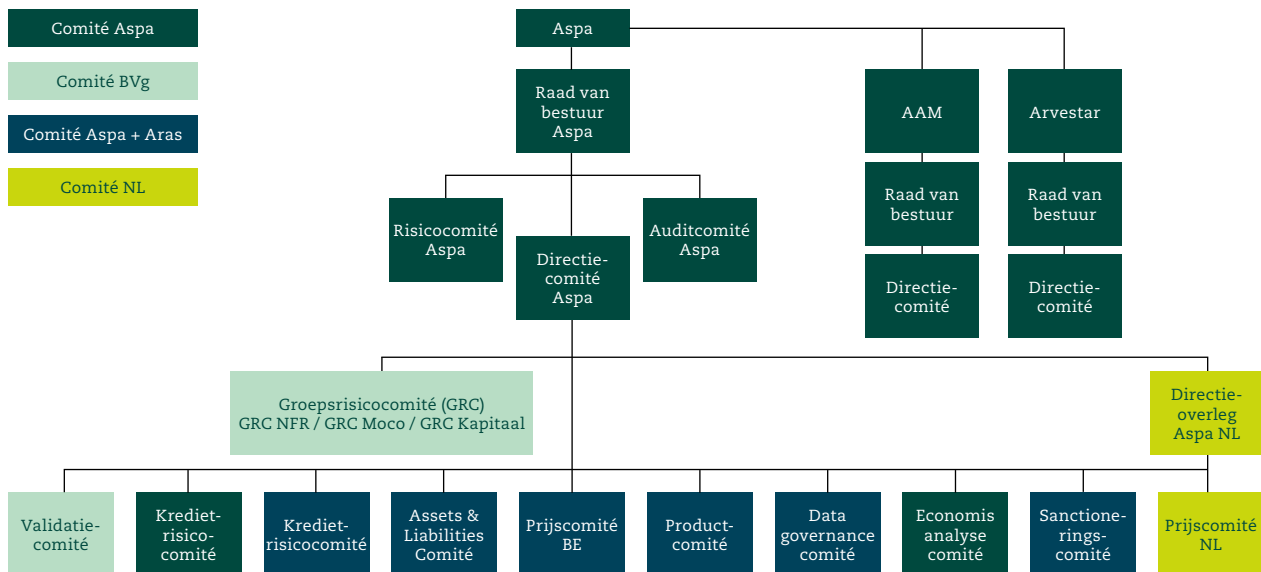 Comité Aspa
Comité BVg
Comité Aspa + Aras
Comité NL
Aspa
Raad van
bestuur
Aspa
AAM
Arvestar
Risicocomité
Aspa
Directie-
comité
Aspa
Auditcomité
Aspa
Raad van
bestuur
Raad van
bestuur
Directie-
comité
Directie-
comité
Groepsrisicocomité (GRC)
GRC NFR / GRC Moco / GRC Kapitaal
Directie-
overleg
Aspa NL
Validatie-
comité
Krediet-
risico-
comité
Krediet-
risicocomité
Assets &
Liabilities
Comité
Prijscomité
BE
Product-
comité
Data
governance
comité
Economis
analyse
comité
Sanctione-
rings-
comité
Prijscomité
NL